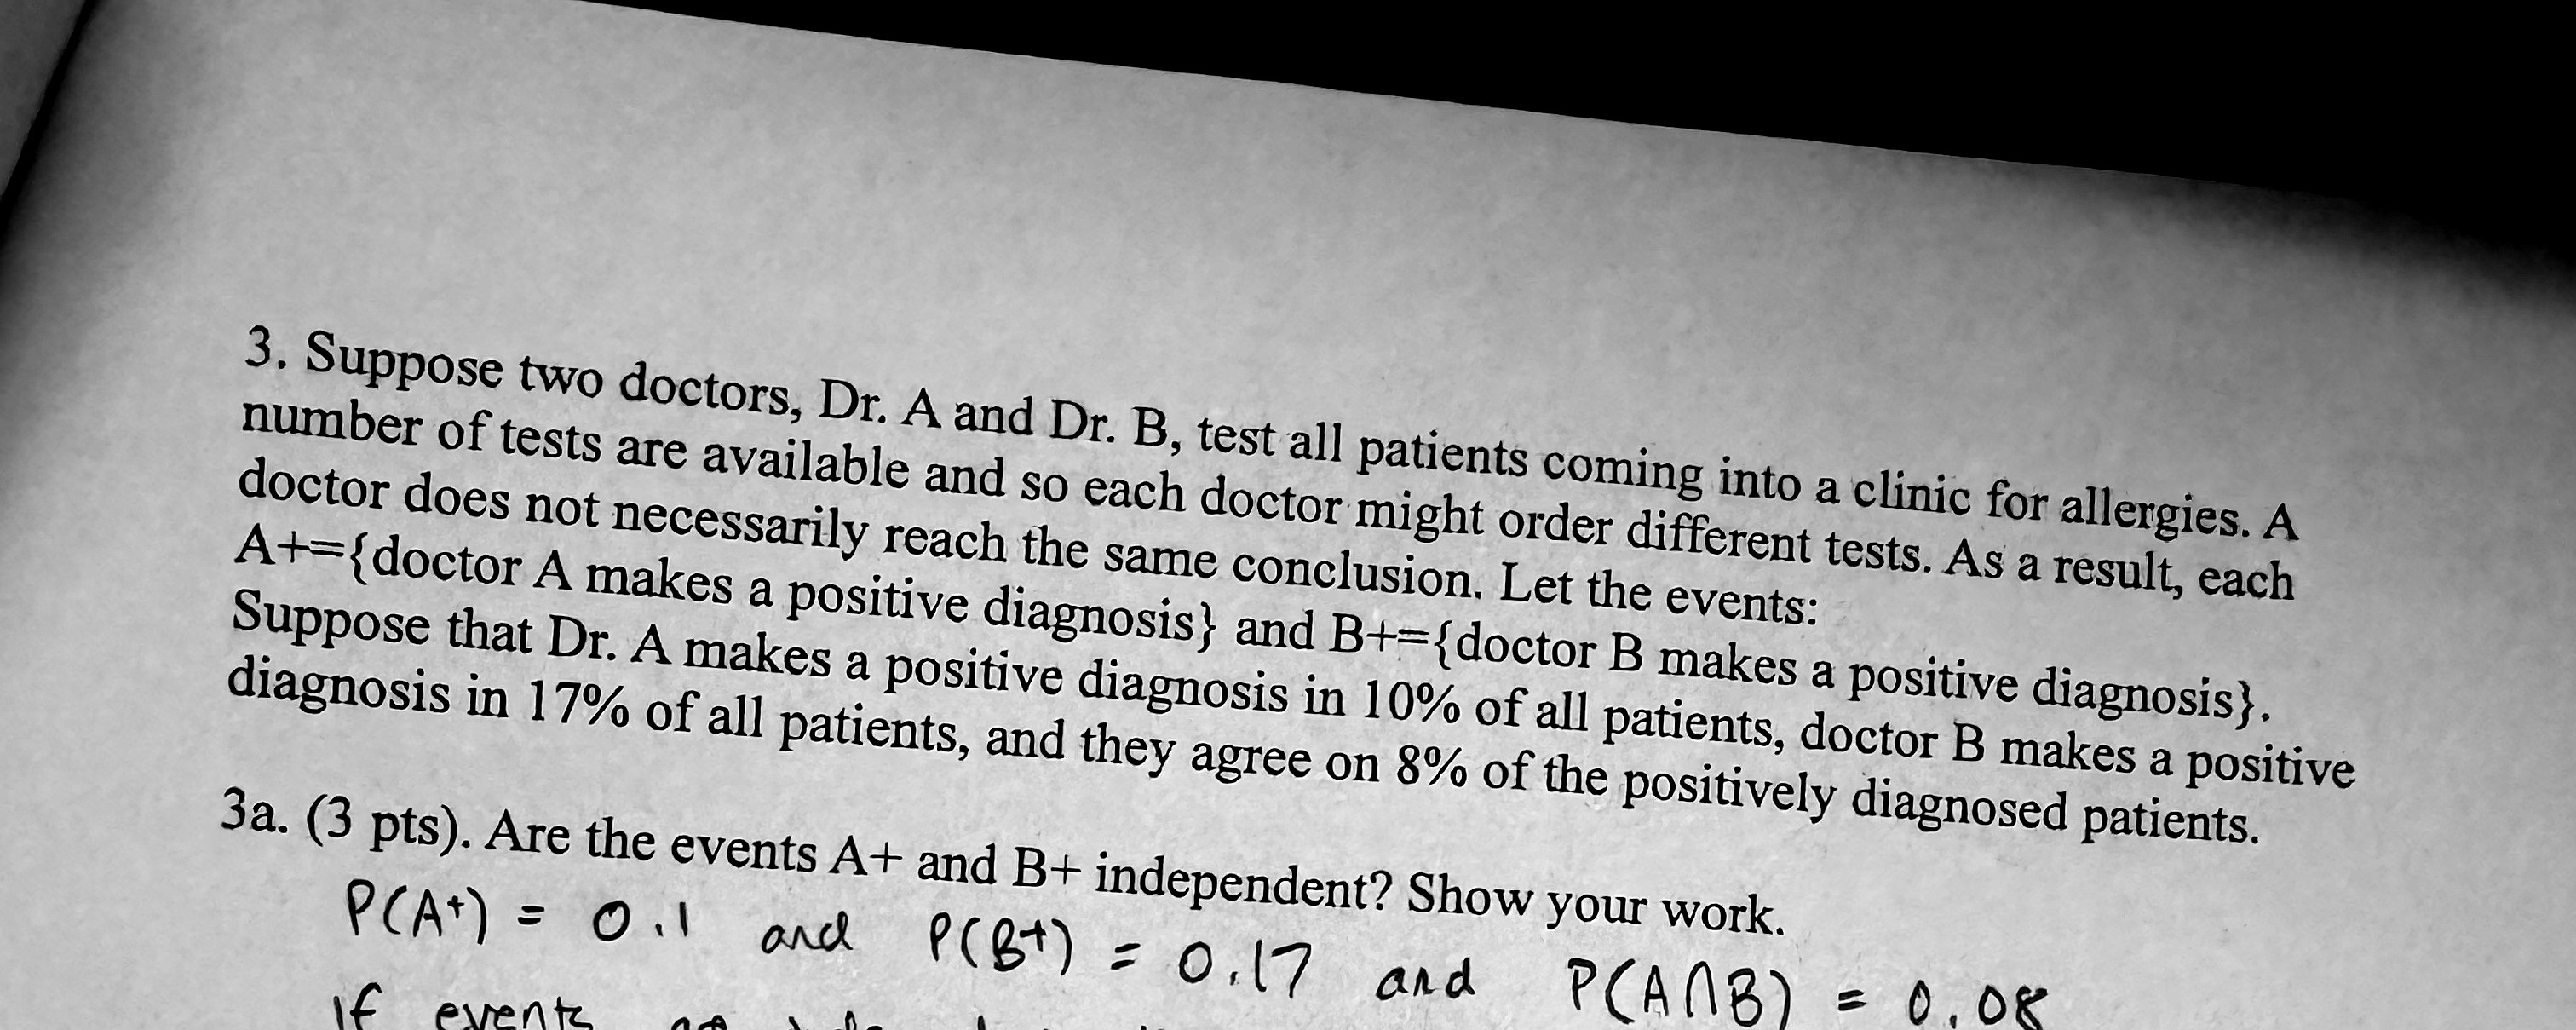 3. Suppose two doctors, Dr. A and Dr. B, test all patients coming into a clinic for allergies. A
number of tests are available and so each doctor might order different tests. As a result, each
doctor does not necessarily reach the same conclusion. Let the events:
A+={doctor A makes a positive diagnosis} and B+={doctor B makes a positive diagnosis}.
Suppose that Dr. A makes a positive diagnosis in 10% of all patients, doctor B makes a positive
diagnosis in 17% of all patients, and they agree on 8% of the positively diagnosed patients.
3a. (3 pts). Are the events A+ and B+ independent? Show your work.
P(A⁺) = 0.1 and P(B⁺) = 0.17 and P(A∩B) = 0.08
If events